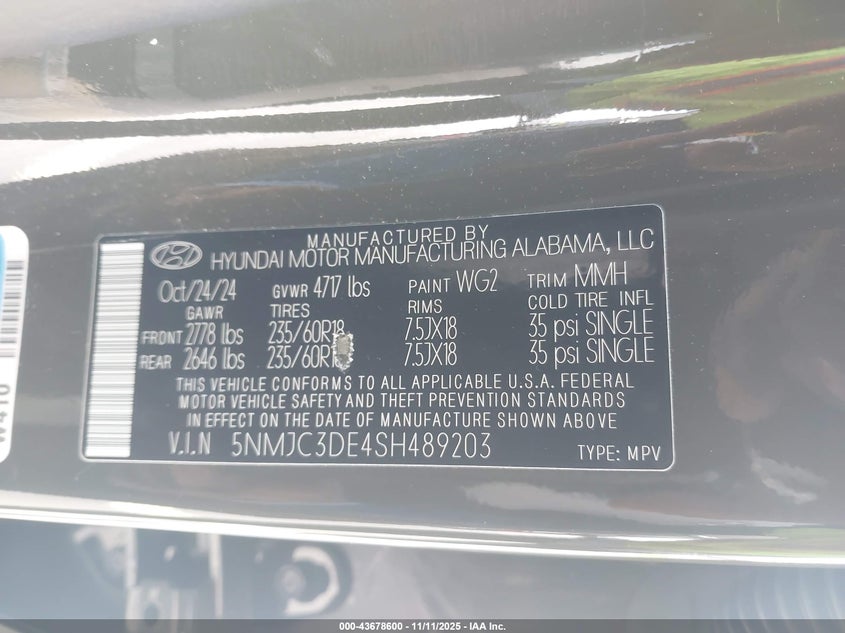 MANUFACTURED BY
HYUNDAI MOTOR MANUFACTURING ALABAMA, LLC
Oct/24/24 GVWR 4717 lbs PAINT WG2 TRIM MMH
GAWR TIRES RIMS COLD TIRE INFL
FRONT 2778 lbs 235/60R18 7.5JX18 35 psi SINGLE
REAR 2646 lbs 7.5JX18 35 psi SINGLE
THIS VEHICLE CONFORMS TO ALL APPLICABLE U.S.A. FEDERAL
MOTOR VEHICLE SAFETY AND THEFT PREVENTION STANDARDS
IN EFFECT ON THE DATE OF MANUFACTURE SHOWN ABOVE
V.I.N 5NMJC3DE4SH489203 TYPE: MPV
W410
000-43678600 — 11/11/2025 — IAA Inc.